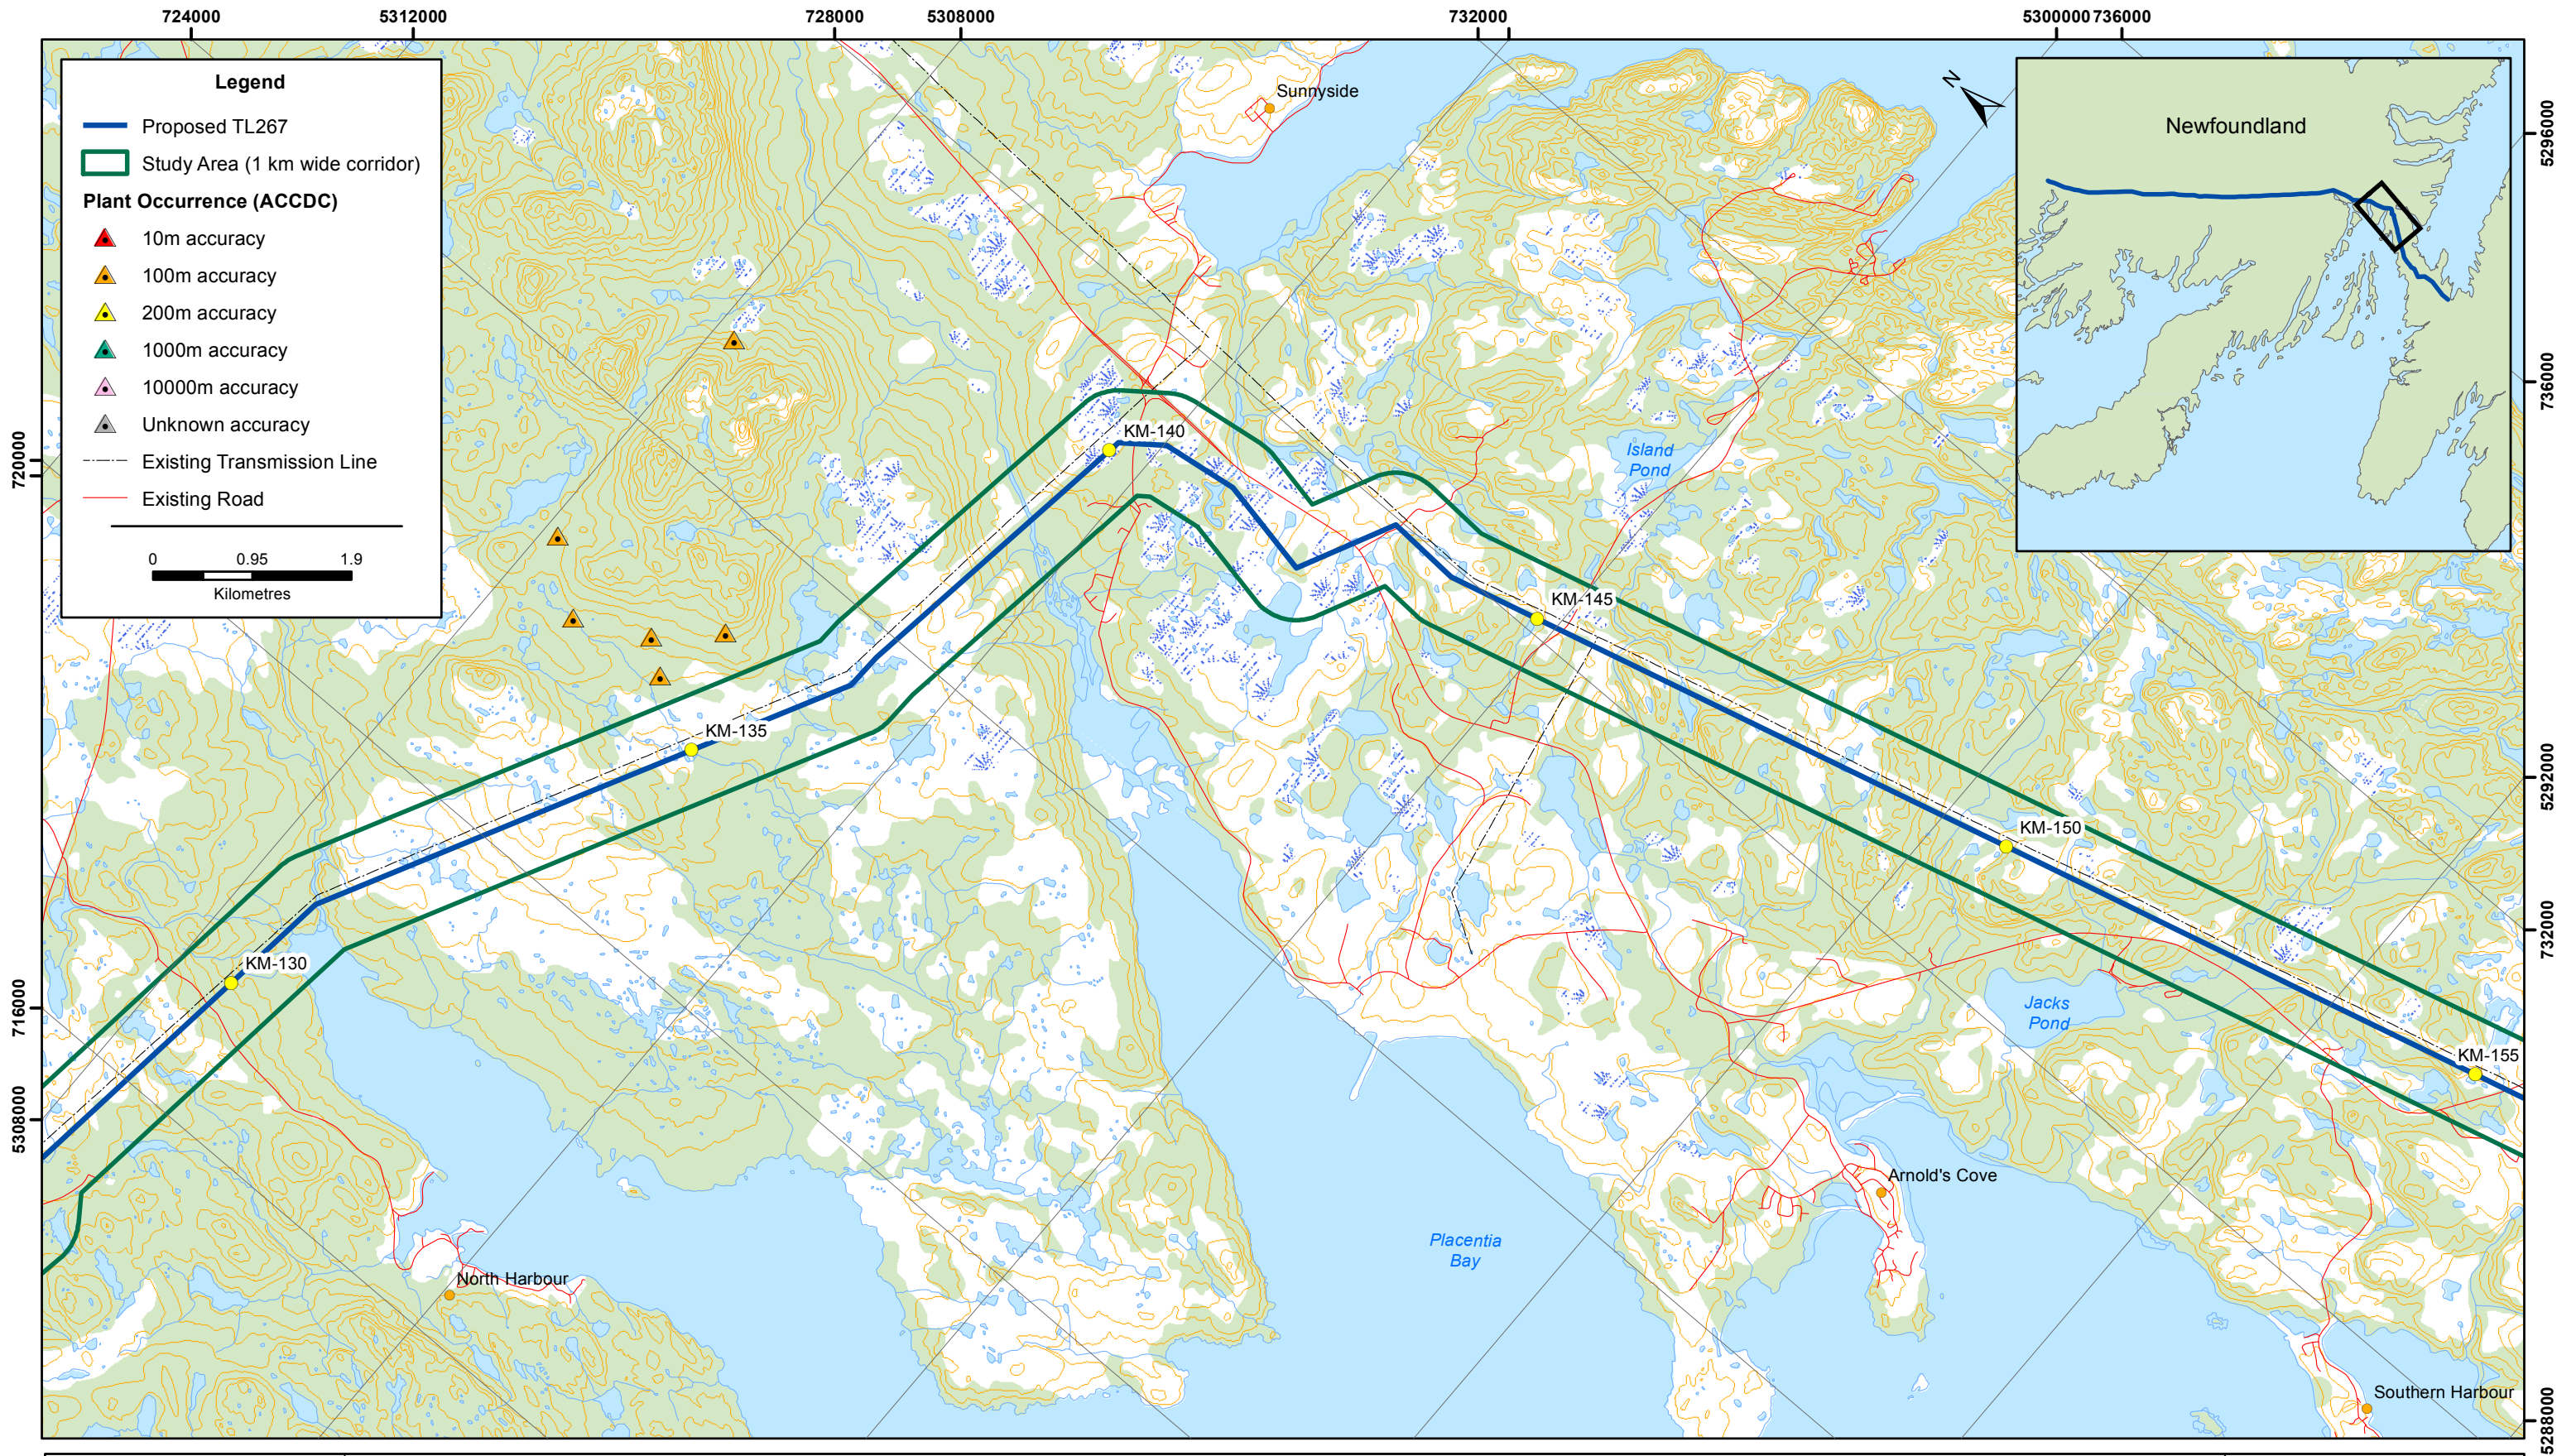 724000
5312000
728000
5308000
732000
5300000
736000
Legend
Proposed TL267
Study Area (1 km wide corridor)
Plant Occurrence (ACCDC)
10m accuracy
100m accuracy
200m accuracy
1000m accuracy
10000m accuracy
Unknown accuracy
Existing Transmission Line
Existing Road
0 0.95 1.9
Kilometres
Sunnyside
N
Newfoundland
5296000
736000
720000
KM-140
Island
Pond
KM-145
KM-135
5292000
KM-150
732000
KM-130
716000
Jacks
Pond
KM-155
5308000
Arnold's Cove
Placentia
Bay
North Harbour
Southern Harbour
5288000